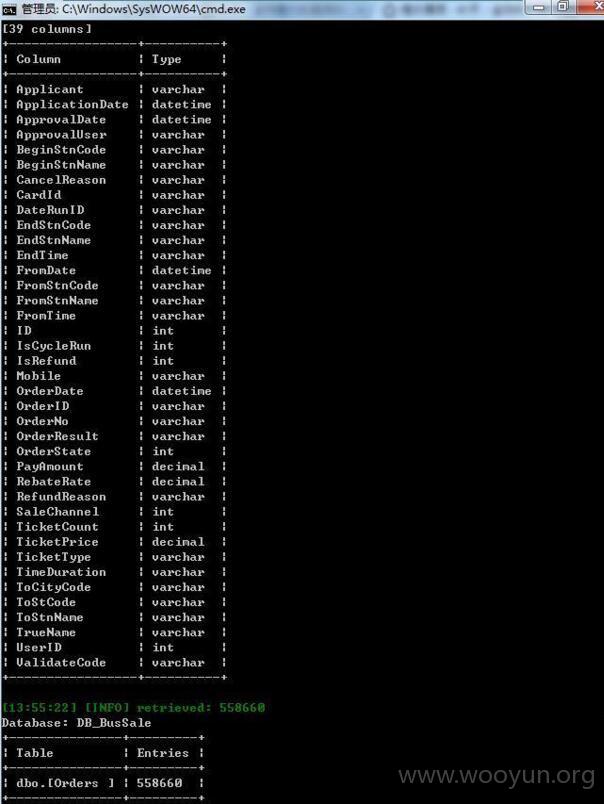 管理员: C:\Windows\SysWOW64\cmd.exe
[39 columns]
+-----------------+----------+
| Column | Type |
+-----------------+----------+
| Applicant | varchar |
| ApplicationDate | datetime |
| ApprovalDate | datetime |
| ApprovalUser | varchar |
| BeginStnCode | varchar |
| BeginStnName | varchar |
| CancelReason | varchar |
| CardId | varchar |
| DateRunID | varchar |
| EndStnCode | varchar |
| EndStnName | varchar |
| EndTime | varchar |
| FromDate | datetime |
| FromStnCode | varchar |
| FromStnName | varchar |
| FromTime | varchar |
| ID | int |
| IsCycleRun | int |
| IsRefund | int |
| Mobile | varchar |
| OrderDate | datetime |
| OrderID | varchar |
| OrderNo | varchar |
| OrderResult | varchar |
| OrderState | int |
| PayAmount | decimal |
| RebateRate | decimal |
| RefundReason | varchar |
| SaleChannel | int |
| TicketCount | int |
| TicketPrice | decimal |
| TicketType | varchar |
| TimeDuration | varchar |
| ToCityCode | varchar |
| ToStCode | varchar |
| ToStnName | varchar |
| TrueName | varchar |
| UserID | int |
| ValidateCode | varchar |
+-----------------+----------+
[13:55:22] [INFO] retrieved: 558660
Database: DB_BusSale
+---------------+---------+
| Table | Entries |
+---------------+---------+
| dbo.[Orders ] | 558660 |
+---------------+---------+
www.wooyun.org